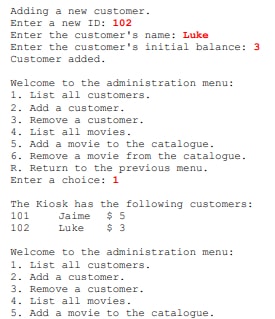 Adding a new customer.
Enter a new ID: 102
Enter the customer's name: Luke
Enter the customer's initial balance: 3
Customer added.
Welcome to the administration menu:
1. List all customers.
2. Add a customer.
3. Remove a customer.
4. List all movies.
5. Add a movie to the catalogue.
6. Remove a movie from the catalogue.
R. Return to the previous menu.
Enter a choice: 1
The Kiosk has the following customers:
101 Jaime $ 5
102 Luke $ 3
Welcome to the administration menu:
1. List all customers.
2. Add a customer.
3. Remove a customer.
4. List all movies.
5. Add a movie to the catalogue.